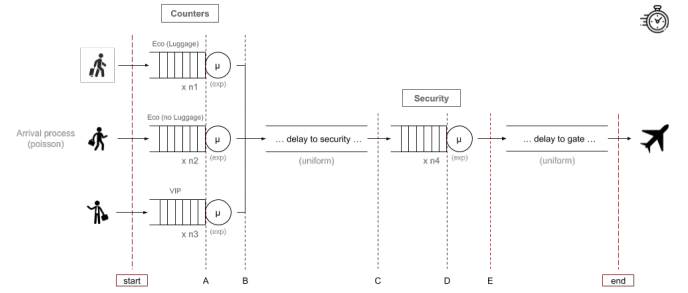 Counters
Eco (Luggage)
μ
x n1
(exp)
Security
Arrival process
(poisson)
Eco (no Luggage)
μ
x n2
(exp)
... delay to security ...
(uniform)
μ
x n4
(exp)
... delay to gate ...
(uniform)
VIP
μ
x n3
(exp)
start
A
B
C
D
E
end